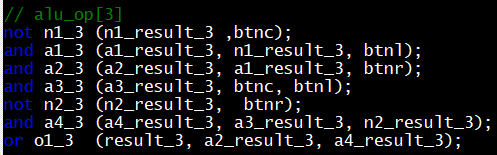 // alu_op[3]
not n1_3 (n1_result_3 ,btnc);
and a1_3 (a1_result_3, n1_result_3, btnl);
and a2_3 (a2_result_3, a1_result_3, btnr);
and a3_3 (a3_result_3, btnc, btnl);
not n2_3 (n2_result_3,  btnr);
and a4_3 (a4_result_3, a3_result_3, n2_result_3);
or o1_3  (result_3, a2_result_3, a4_result_3);